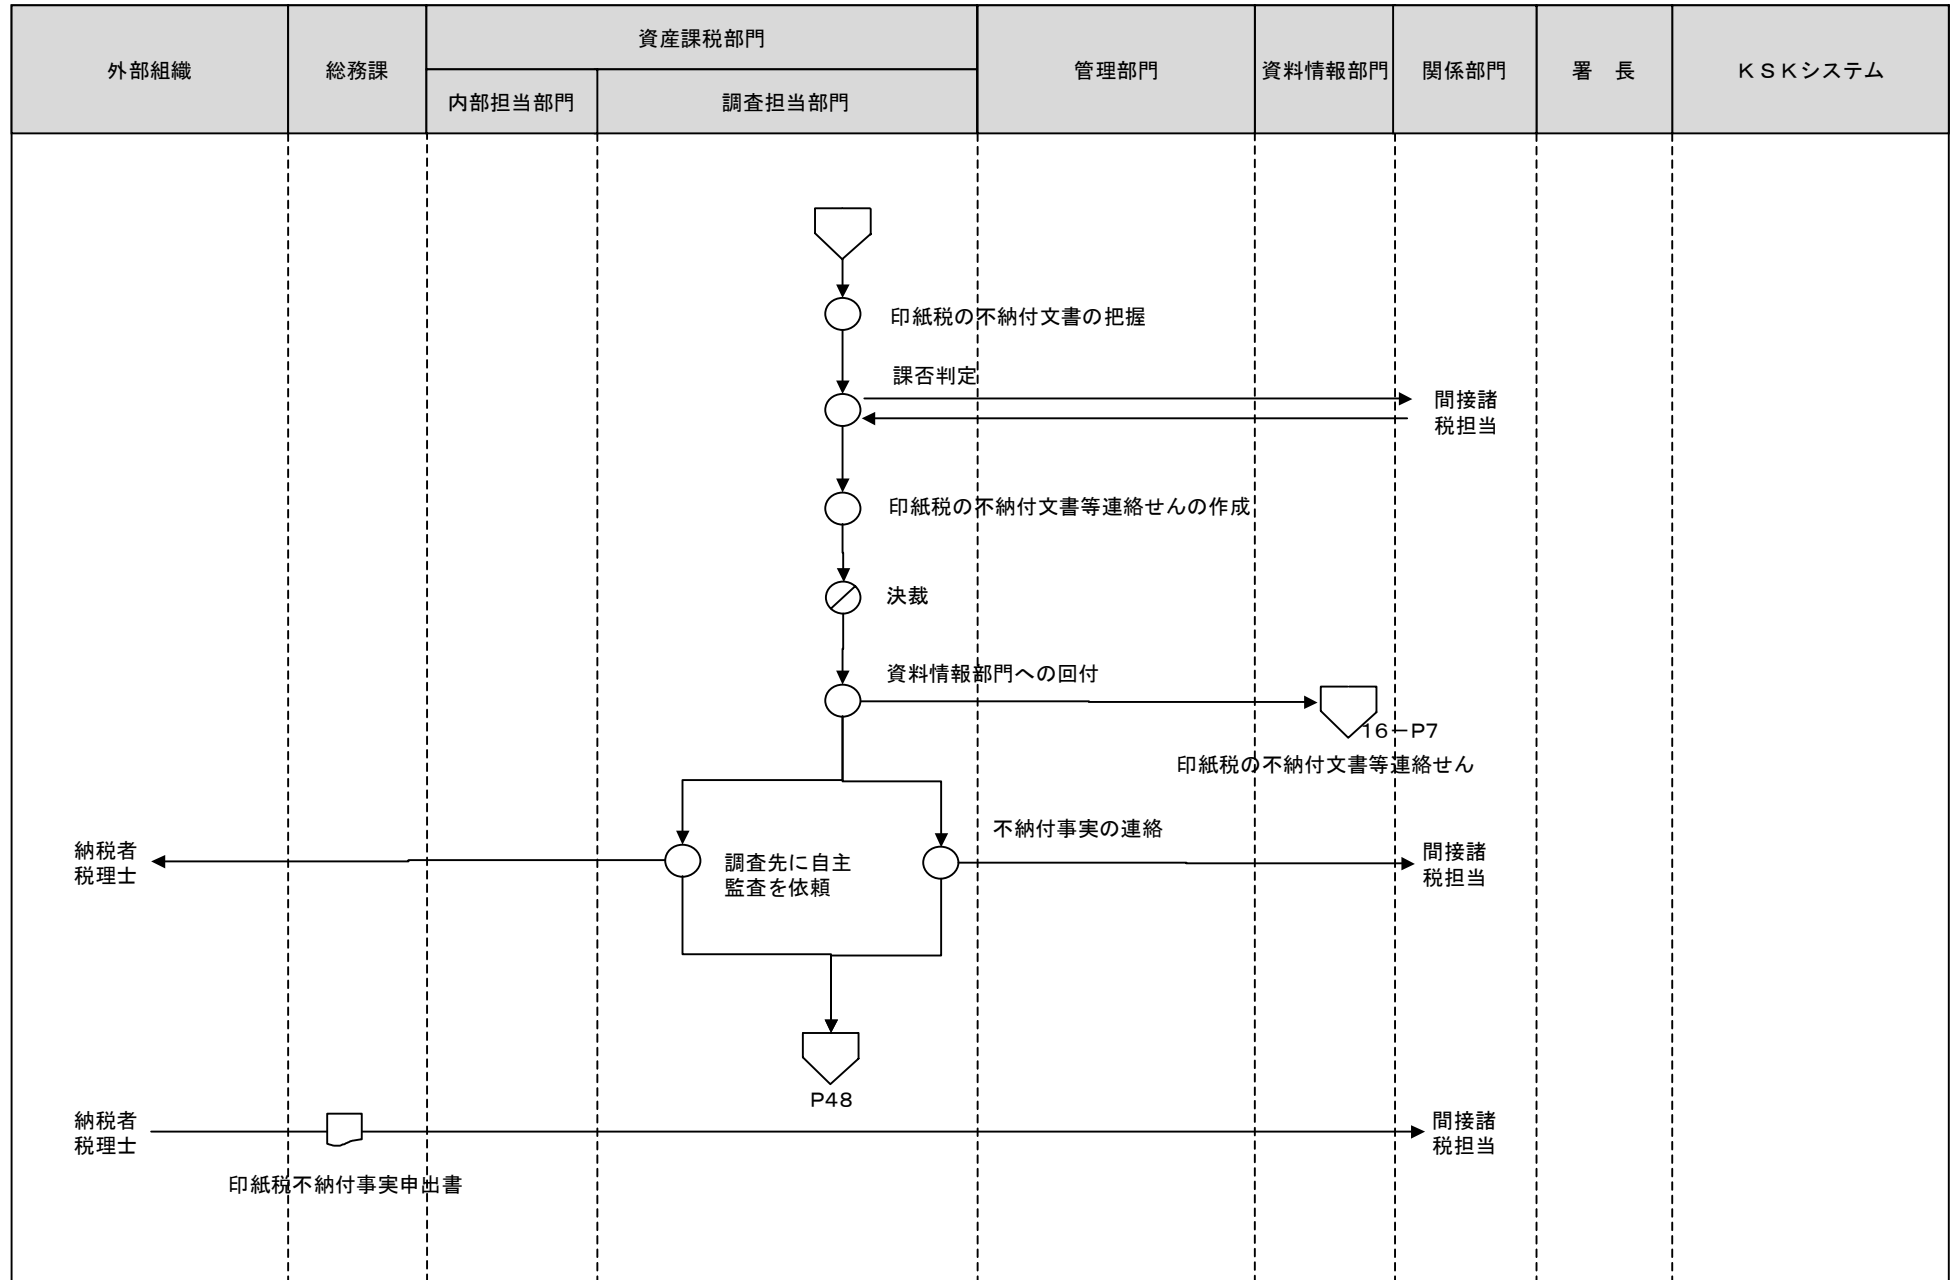 外部組織
総務課
資産課税部門
内部担当部門
調査担当部門
管理部門
資料情報部門
関係部門
署　長
ＫＳＫシステム
印紙税の不納付文書の把握
課否判定
間接諸
税担当
印紙税の不納付文書等連絡せんの作成
決裁
資料情報部門への回付
16－P7
印紙税の不納付文書等連絡せん
不納付事実の連絡
納税者
税理士
調査先に自主
監査を依頼
間接諸
税担当
P48
納税者
税理士
間接諸
税担当
印紙税不納付事実申出書